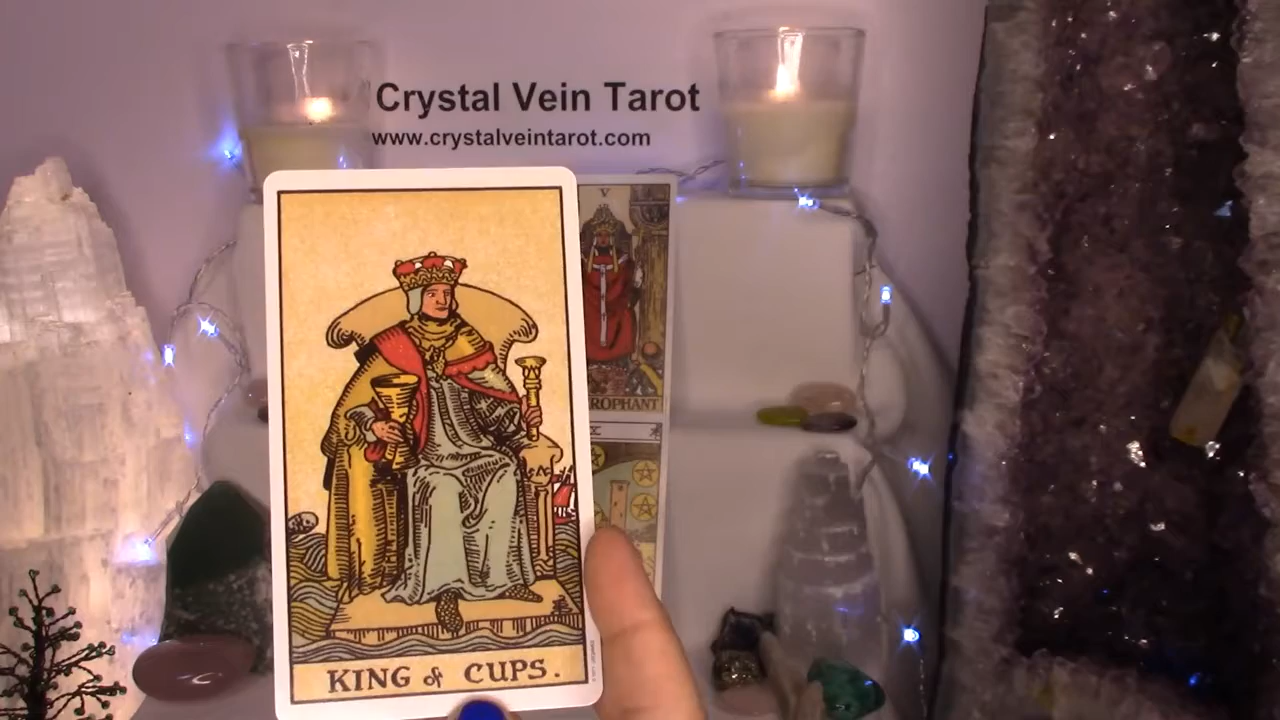 Crystal Vein Tarot
www.crystalveintarot.com
V
ROPHANT
X
KING of CUPS.